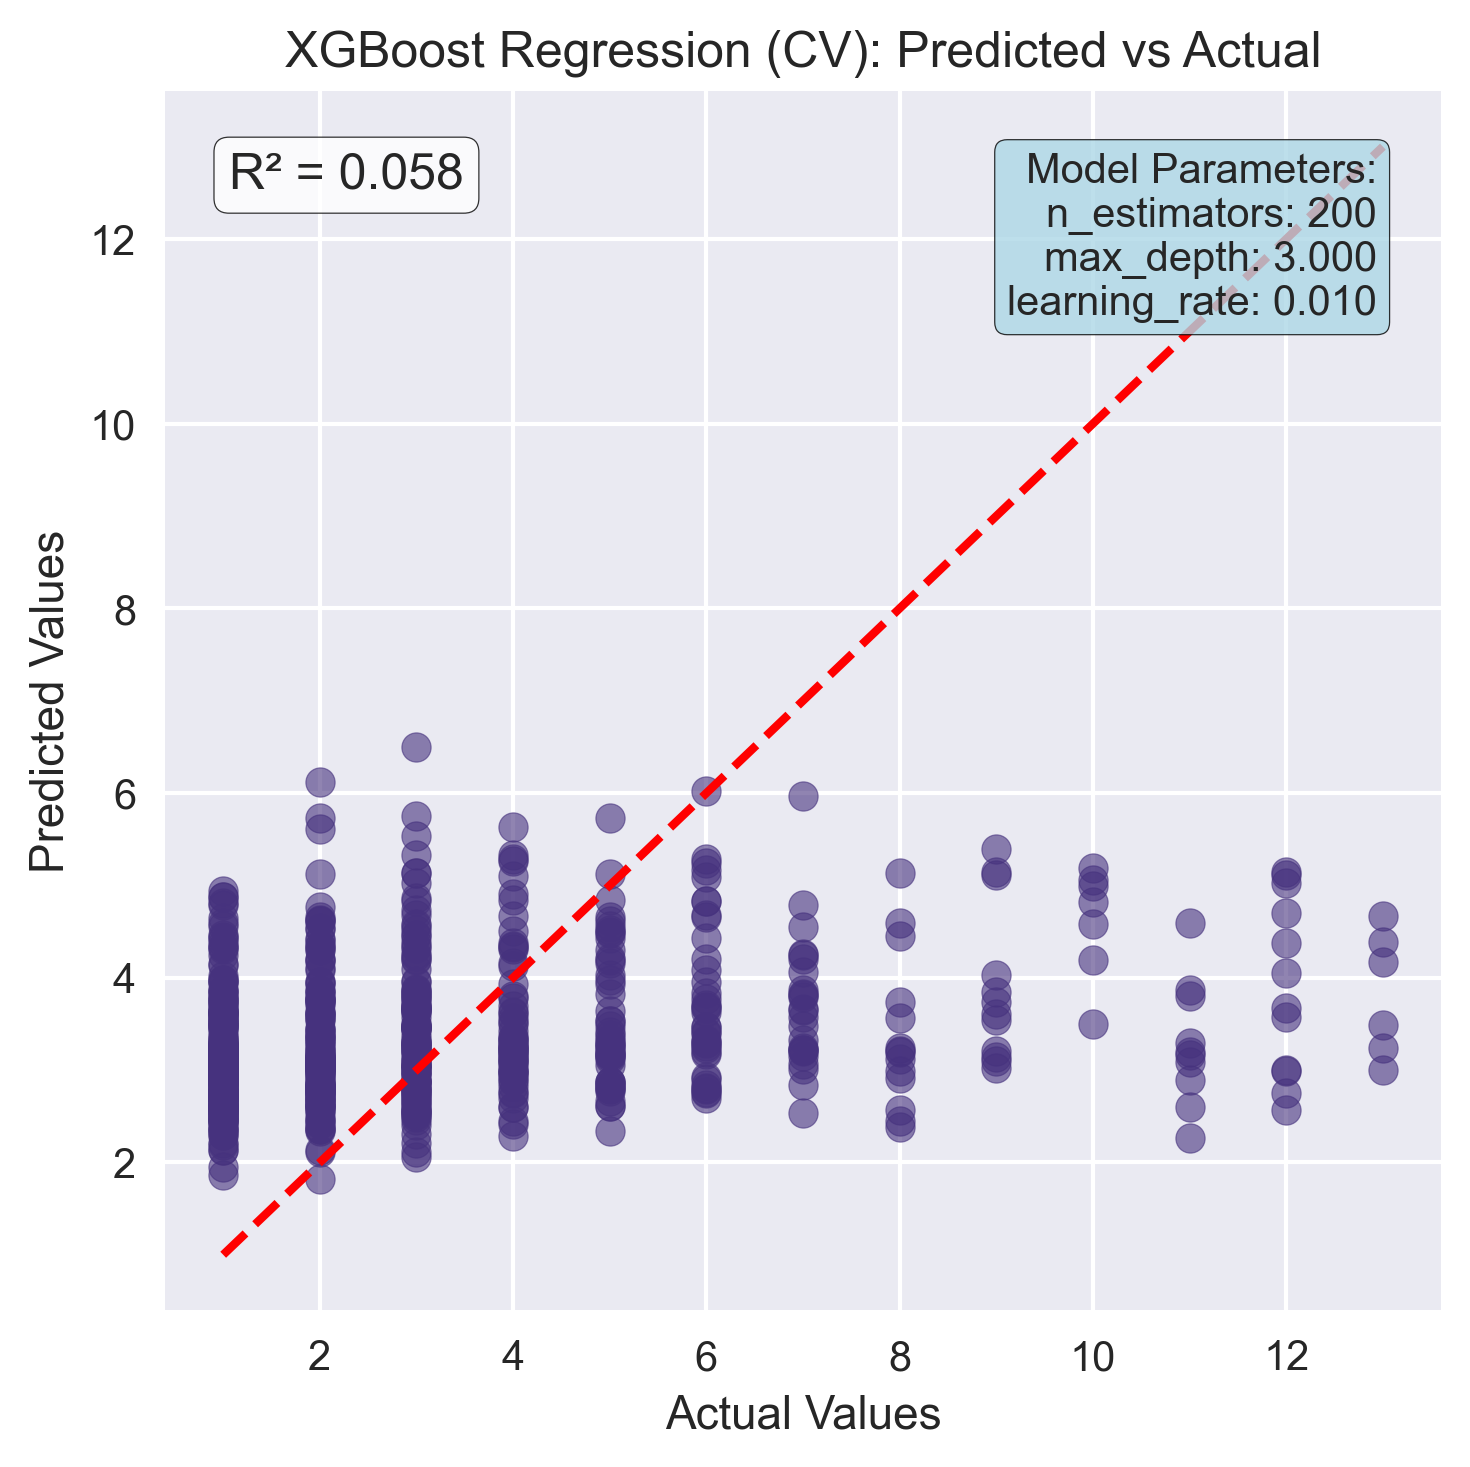 XGBoost Regression (CV): Predicted vs Actual
R² = 0.058
Model Parameters:
n_estimators: 200
max_depth: 3.000
learning_rate: 0.010
Predicted Values
12
10
8
6
4
2
2
4
6
8
10
12
Actual Values